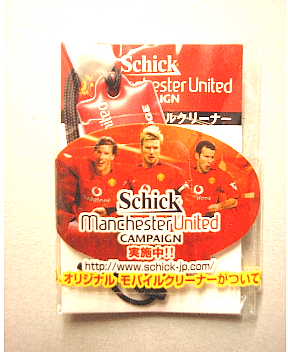 Schick
Manchester United
イルクリーナー
vodafone
Schick
Manchester United
CAMPAIGN
実施中!!
http://www.schick-jp.com/
オリジナル モバイルクリーナーがついて